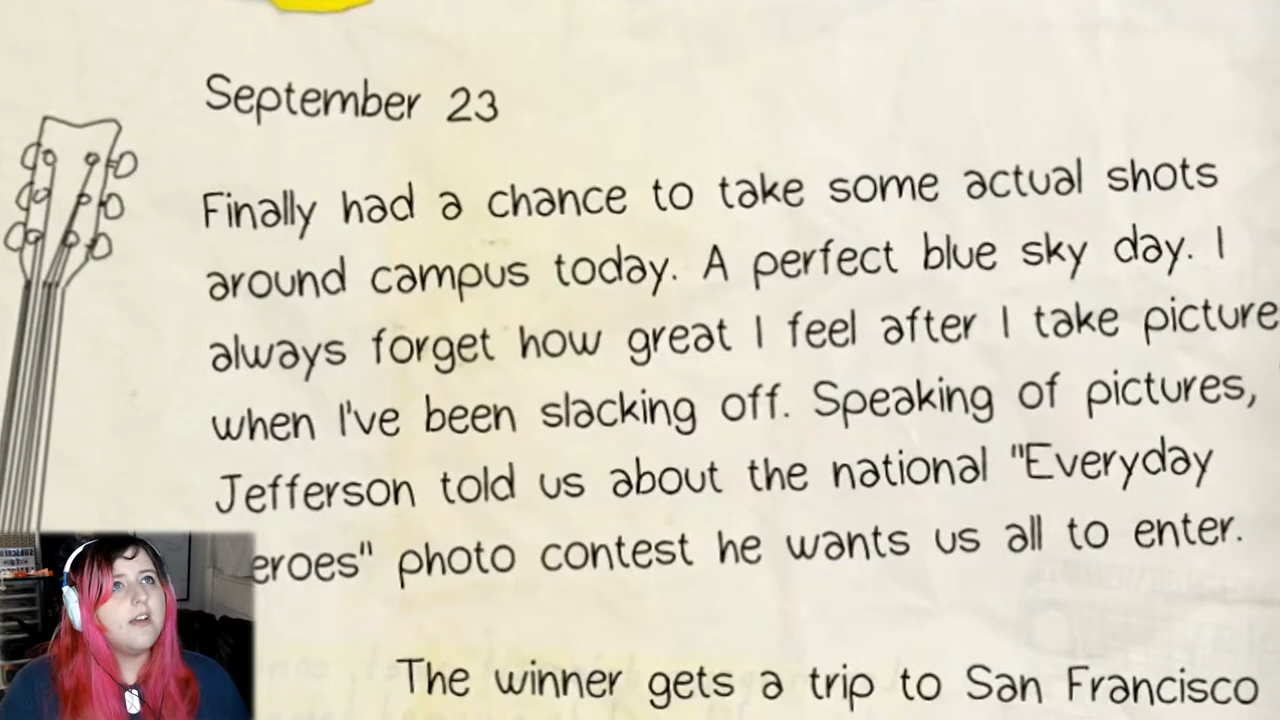 September 23
Finally had a chance to take some actual shots
around campus today. A perfect blue sky day. I
always forget how great I feel after I take picture
when I've been slacking off. Speaking of pictures,
Jefferson told us about the national "Everyday
eroes" photo contest he wants us all to enter.
The winner gets a trip to San Francisco